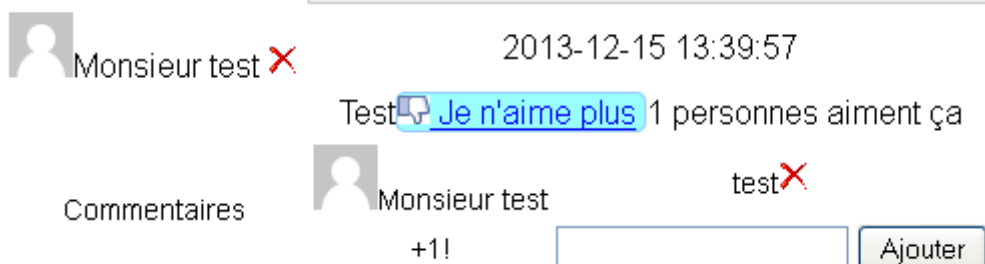 Monsieur test
2013-12-15 13:39:57
Test Je n'aime plus 1 personnes aiment ça
Commentaires
Monsieur test
test
+1!
Ajouter